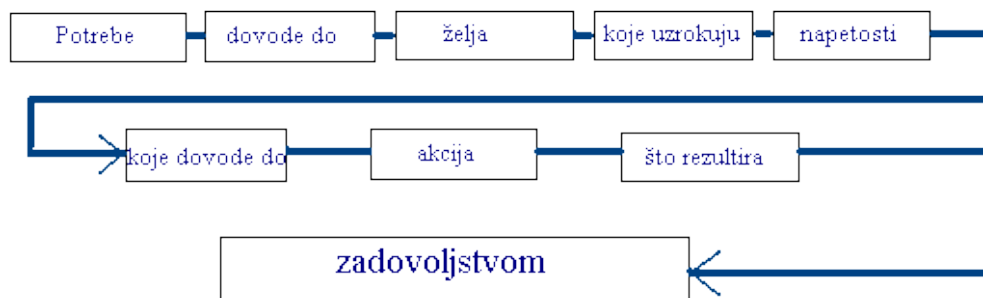 Potrebe dovode do želja koje uzrokuju napetosti
koje dovode do akcija što rezultira
zadovoljstvom